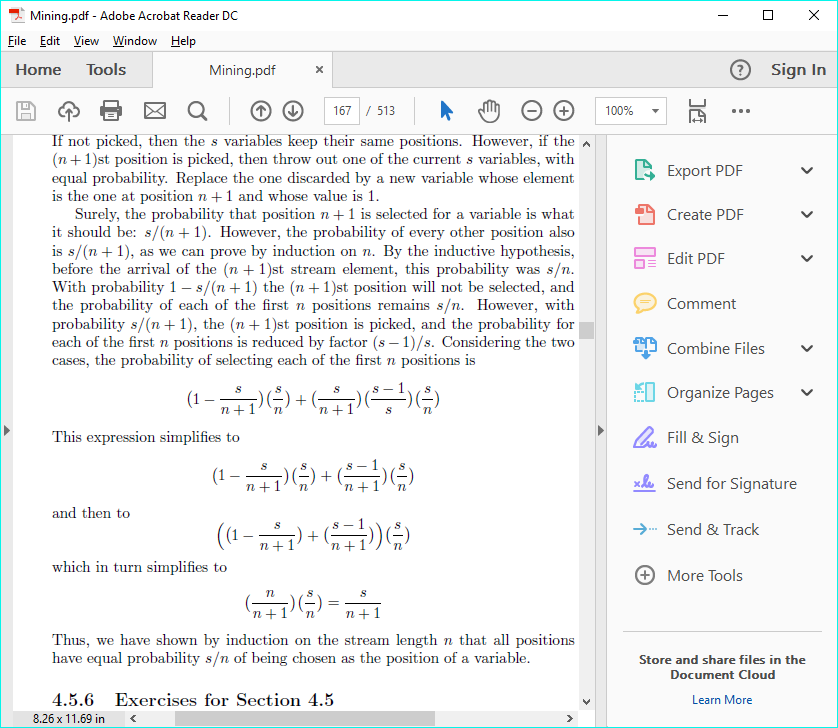 Mining.pdf - Adobe Acrobat Reader DC
File Edit View Window Help
Home Tools Mining.pdf × ? Sign In
167 / 513 100%
If not picked, then the s variables keep their same positions. However, if the
(n + 1)st position is picked, then throw out one of the current s variables, with
equal probability. Replace the one discarded by a new variable whose element
is the one at position n + 1 and whose value is 1.
Surely, the probability that position n + 1 is selected for a variable is what
it should be: s/(n + 1). However, the probability of every other position also
is s/(n + 1), as we can prove by induction on n. By the inductive hypothesis,
before the arrival of the (n + 1)st stream element, this probability was s/n.
With probability 1 − s/(n + 1) the (n + 1)st position will not be selected, and
the probability of each of the first n positions remains s/n. However, with
probability s/(n + 1), the (n + 1)st position is picked, and the probability for
each of the first n positions is reduced by factor (s − 1)/s. Considering the two
cases, the probability of selecting each of the first n positions is
(1 − s/(n+1))(s/n) + (s/(n+1))((s−1)/s)(s/n)
This expression simplifies to
(1 − s/(n+1))(s/n) + ((s−1)/(n+1))(s/n)
and then to
((1 − s/(n+1)) + ((s−1)/(n+1)))(s/n)
which in turn simplifies to
(n/(n+1))(s/n) = s/(n+1)
Thus, we have shown by induction on the stream length n that all positions
have equal probability s/n of being chosen as the position of a variable.
4.5.6 Exercises for Section 4.5
8.26 x 11.69 in
Export PDF
Create PDF
Edit PDF
Comment
Combine Files
Organize Pages
Fill & Sign
Send for Signature
Send & Track
More Tools
Store and share files in the
Document Cloud
Learn More